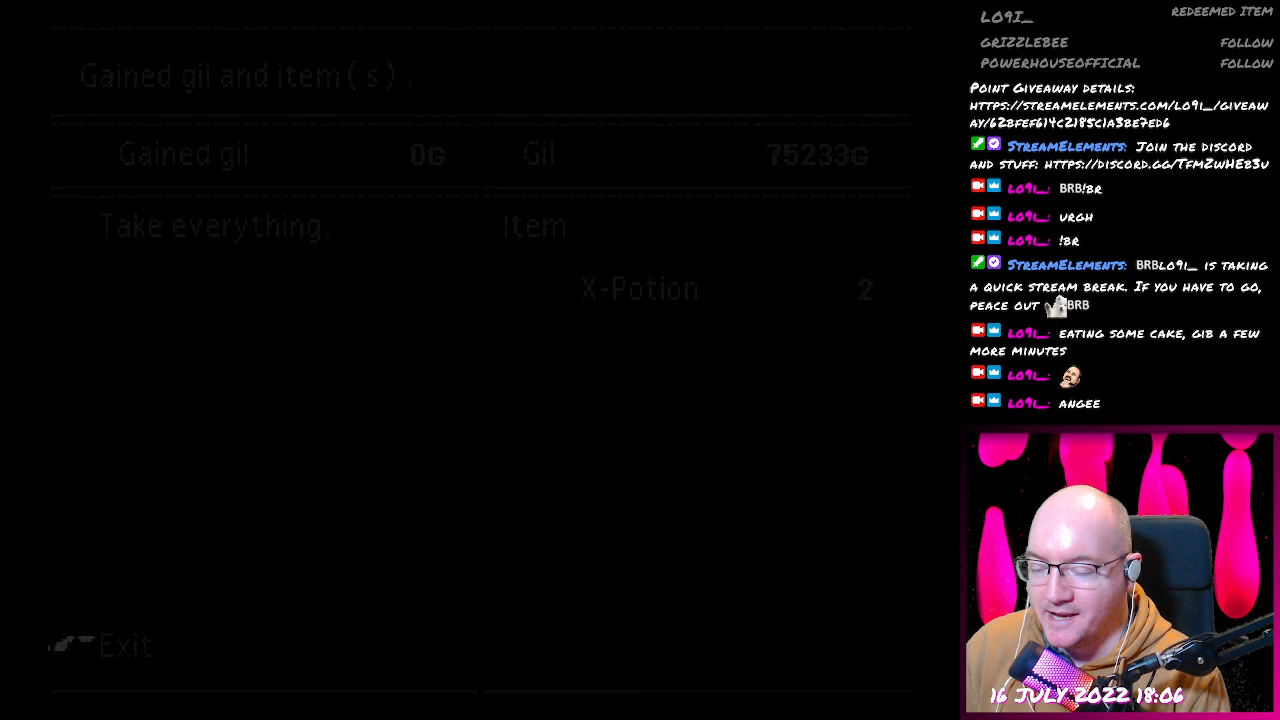 Gained gil and item ( s ) .
Gained gil 0G Gil 75233G
Take everything. Item
X-Potion 2
Exit
LO9I_ REDEEMED ITEM
GRIZZLEBEE FOLLOW
POWERHOUSEOFFICIAL FOLLOW
POINT GIVEAWAY DETAILS:
HTTPS://STREAMELEMENTS.COM/LO9I_/GIVEAW
AY/62BFEF614C2185C1A3BE7ED6
STREAMELEMENTS: JOIN THE DISCORD
AND STUFF: HTTPS://DISCORD.GG/TFMZWHEB3U
LO9I_: BRB!BR
LO9I_: URGH
LO9I_: !BR
STREAMELEMENTS: BRBLO9I_ IS TAKING
A QUICK STREAM BREAK. IF YOU HAVE TO GO,
PEACE OUT BRB
LO9I_: EATING SOME CAKE, GIB A FEW
MORE MINUTES
LO9I_:
LO9I_: ANGEE
16 JULY 2022 18:06